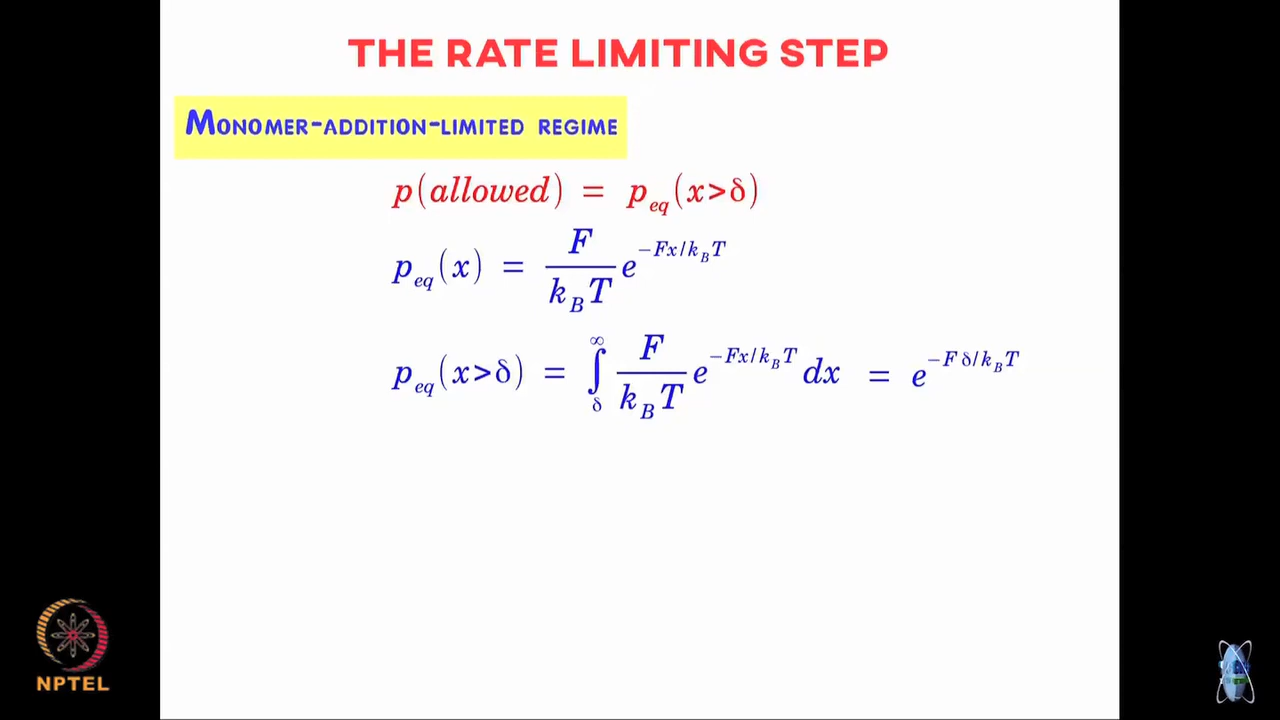 THE RATE LIMITING STEP
MONOMER-ADDITION-LIMITED REGIME
p(allowed) = p_eq(x>δ)
p_eq(x) = F/(k_B T) e^(−Fx/k_B T)
p_eq(x>δ) = ∫_δ^∞ F/(k_B T) e^(−Fx/k_B T) dx = e^(−F δ/k_B T)
NPTEL